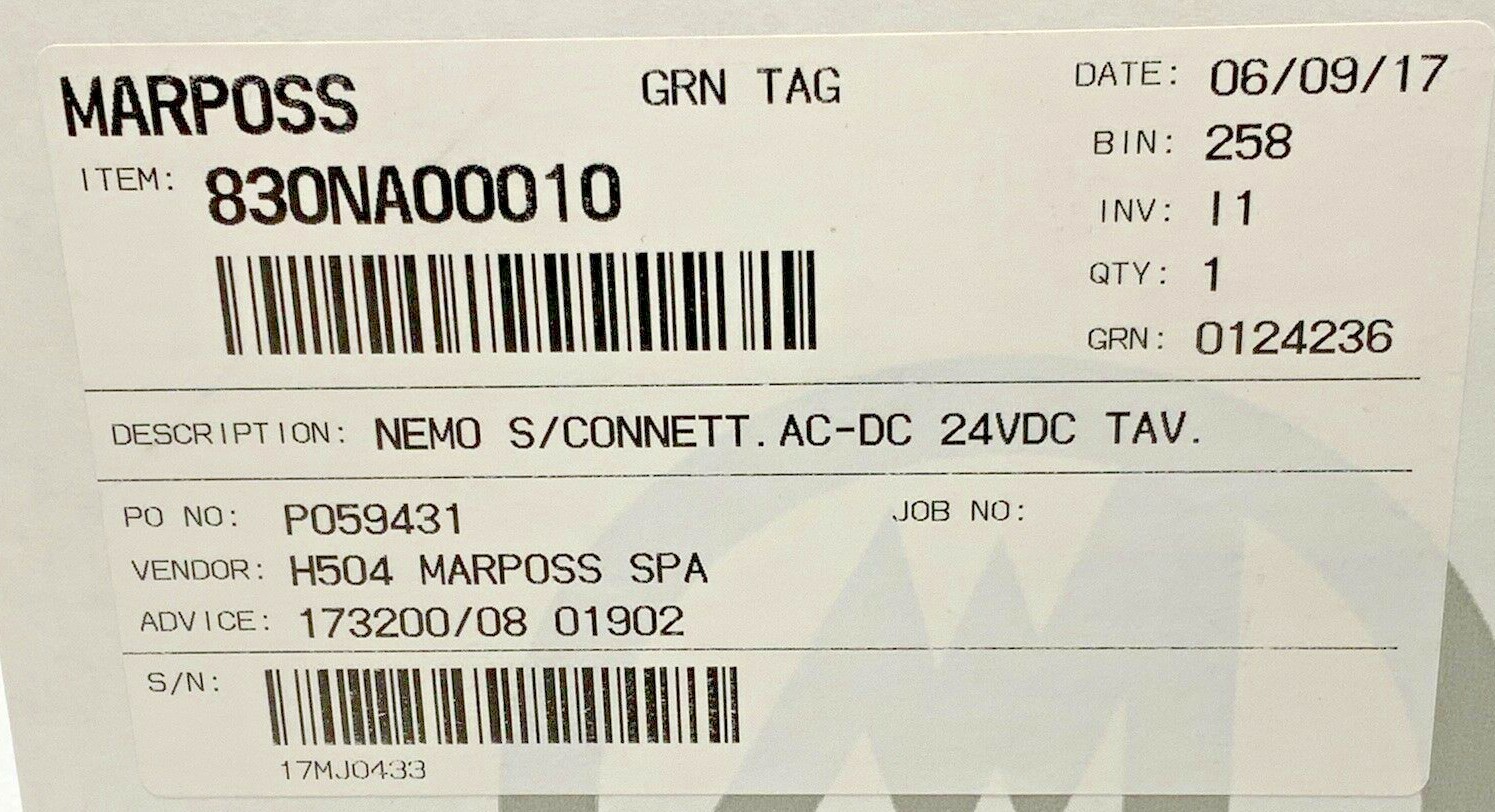 MARPOSS
GRN TAG
DATE: 06/09/17
ITEM: 830NA00010
BIN: 258
INV: I1
QTY: 1
GRN: 0124236
DESCRIPTION: NEMO S/CONNETT. AC-DC 24VDC TAV.
PO NO: P059431
JOB NO:
VENDOR: H504 MARPOSS SPA
ADVICE: 173200/08 01902
S/N:
17MJ0433